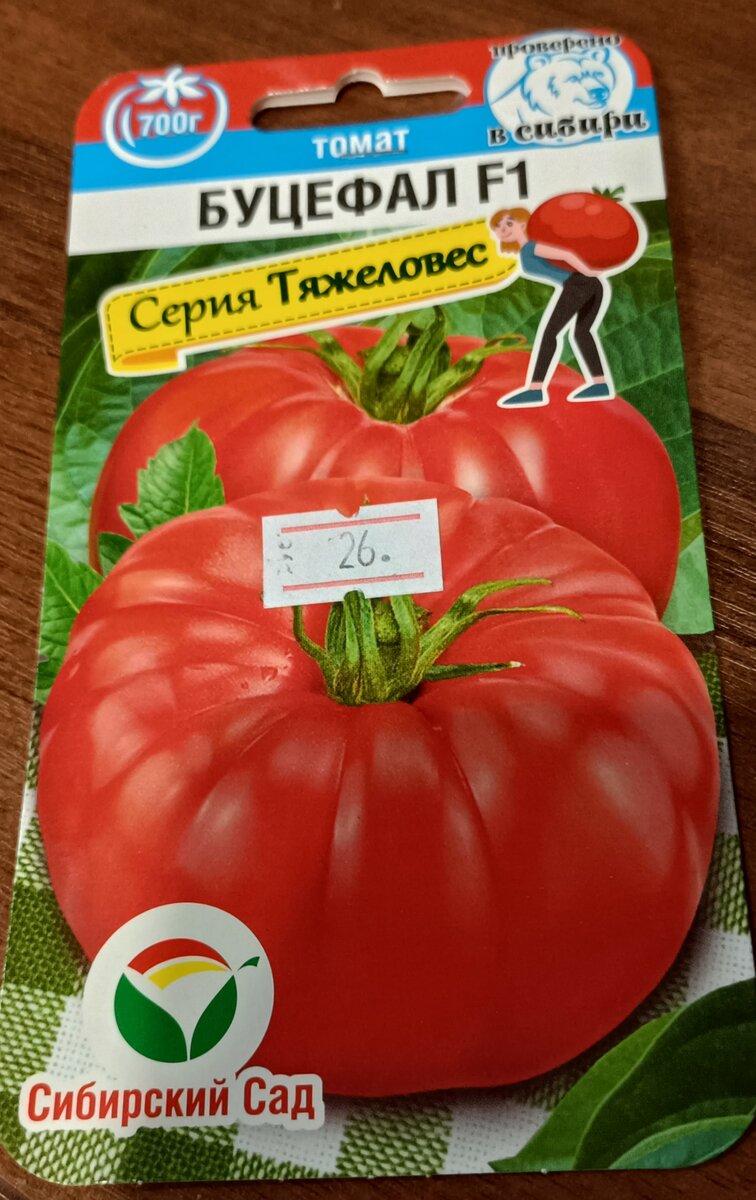 проверено
в сибири
700г
томат
БУЦЕФАЛ F1
Серия Тяжеловес
26.
Сибирский Сад